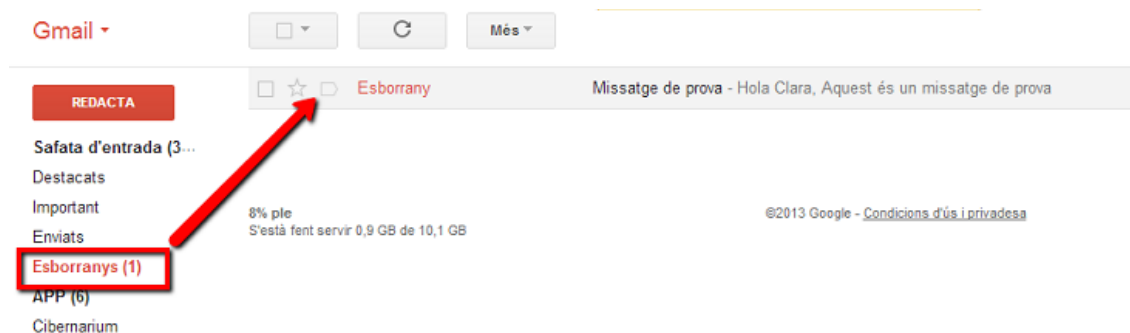 Gmail
Més
REDACTA
Esborrany
Missatge de prova - Hola Clara, Aquest és un missatge de prova
Safata d'entrada (3...
Destacats
Important
Enviats
Esborranys (1)
APP (6)
Cibernarium
8% ple
S'està fent servir 0,9 GB de 10,1 GB
©2013 Google - Condicions d'ús i privadesa